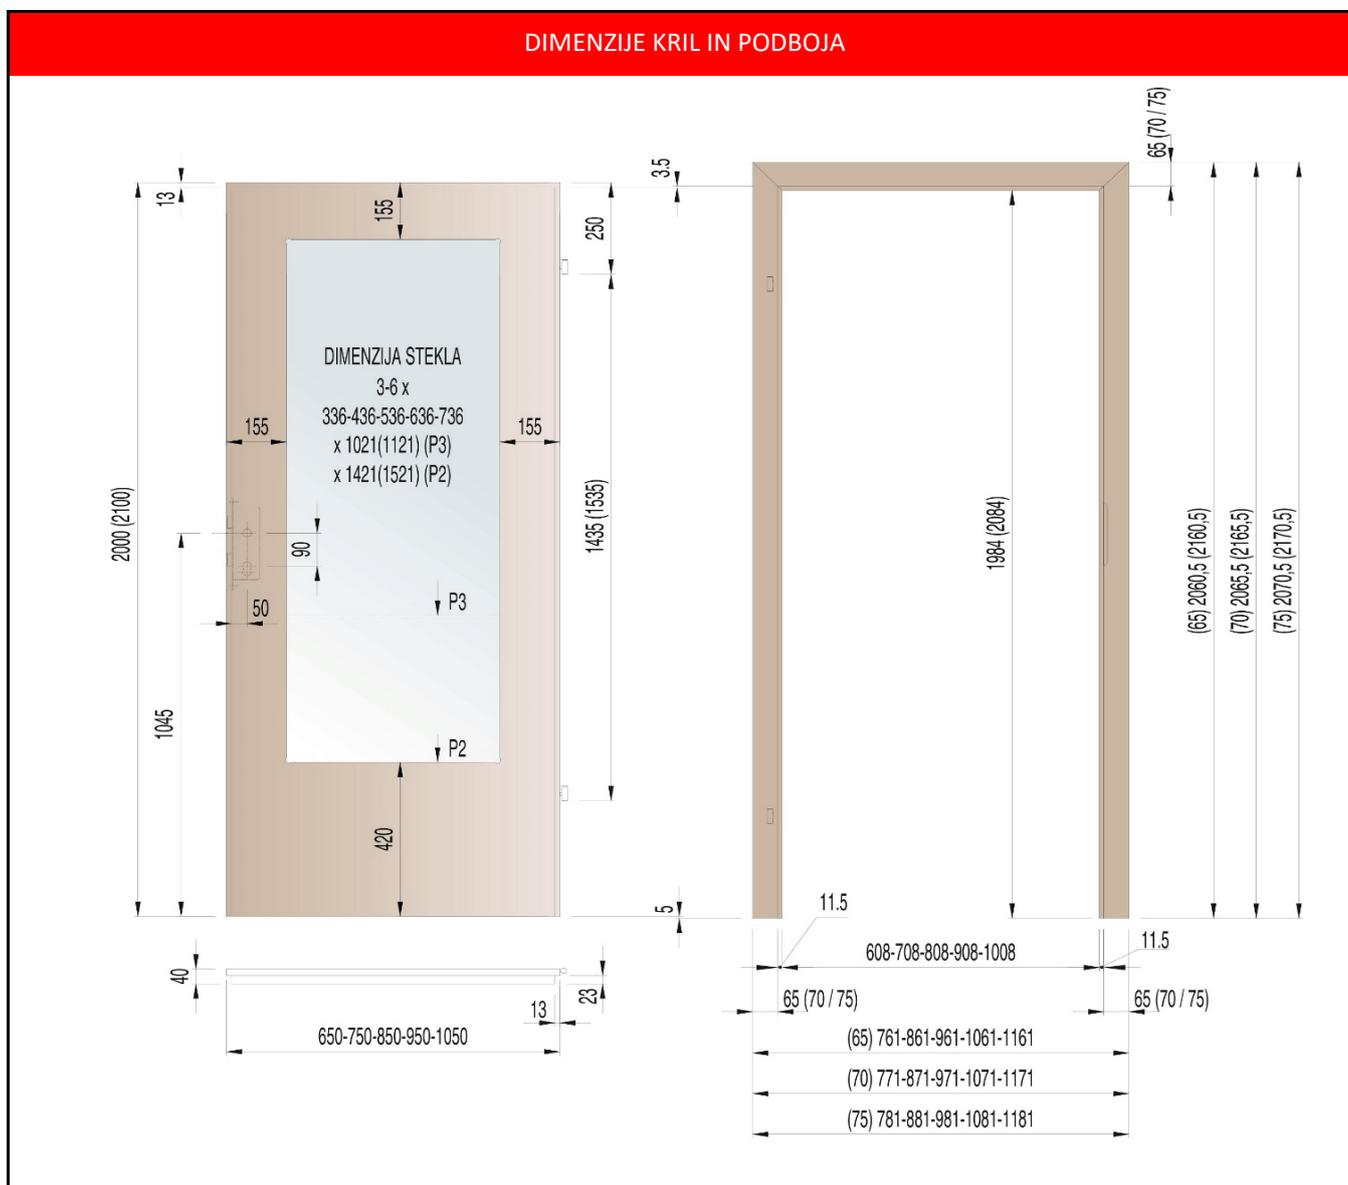 DIMENZIJE KRIL IN PODBOJA
13
155
250
3.5
65 (70 / 75)
DIMENZIJA STEKLA
3-6 x
336-436-536-636-736
x 1021(1121) (P3)
x 1421(1521) (P2)
155
155
2000 (2100)
90
50
1045
P3
P2
420
1435 (1535)
5
40
13
23
650-750-850-950-1050
1984 (2084)
(65) 2060,5 (2160,5)
(70) 2065,5 (2165,5)
(75) 2070,5 (2170,5)
11.5
608-708-808-908-1008
11.5
65 (70 / 75)
65 (70 / 75)
(65) 761-861-961-1061-1161
(70) 771-871-971-1071-1171
(75) 781-881-981-1081-1181